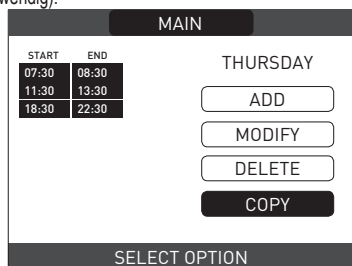 wendig).
MAIN
START END
07:30 08:30
11:30 13:30
18:30 22:30
THURSDAY
ADD
MODIFY
DELETE
COPY
SELECT OPTION